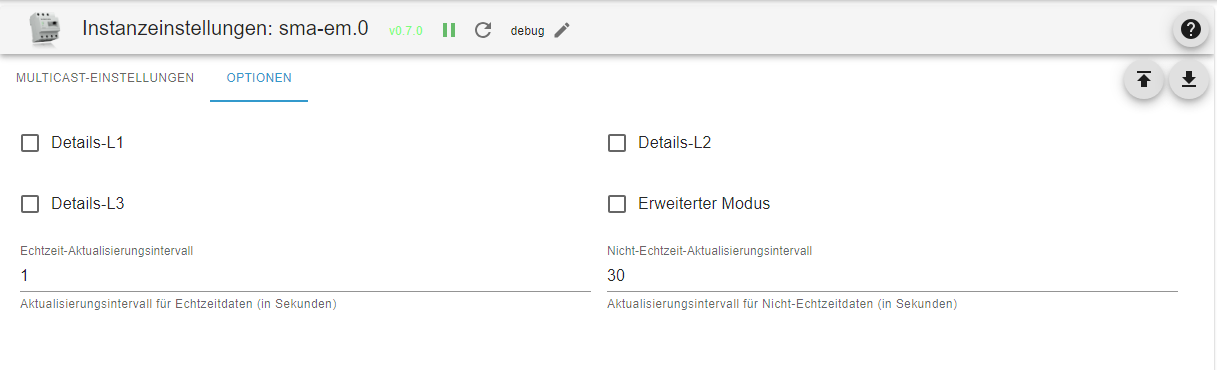 Instanzeinstellungen: sma-em.0 v0.7.0 debug
MULTICAST-EINSTELLUNGEN OPTIONEN
Details-L1 Details-L2
Details-L3 Erweiterter Modus
Echtzeit-Aktualisierungsintervall Nicht-Echtzeit-Aktualisierungsintervall
1 30
Aktualisierungsintervall für Echtzeitdaten (in Sekunden) Aktualisierungsintervall für Nicht-Echtzeitdaten (in Sekunden)